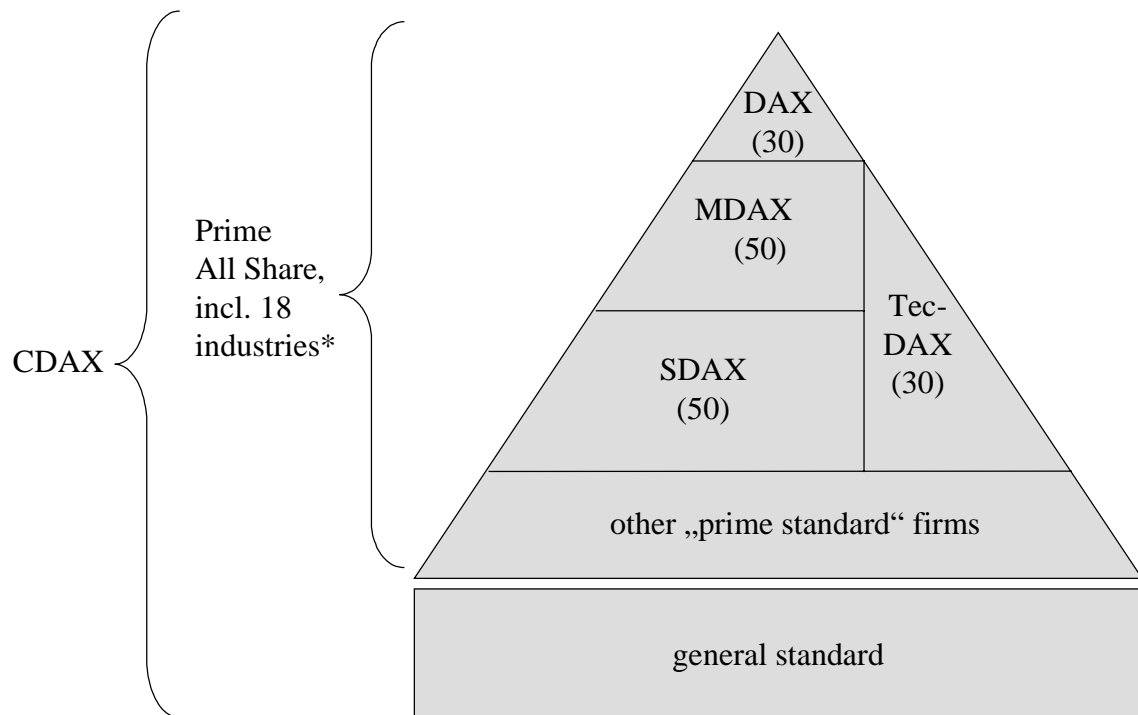 CDAX
Prime
All Share,
incl. 18
industries*
DAX
(30)
MDAX
(50)
SDAX
(50)
Tec-
DAX
(30)
other „prime standard“ firms
general standard